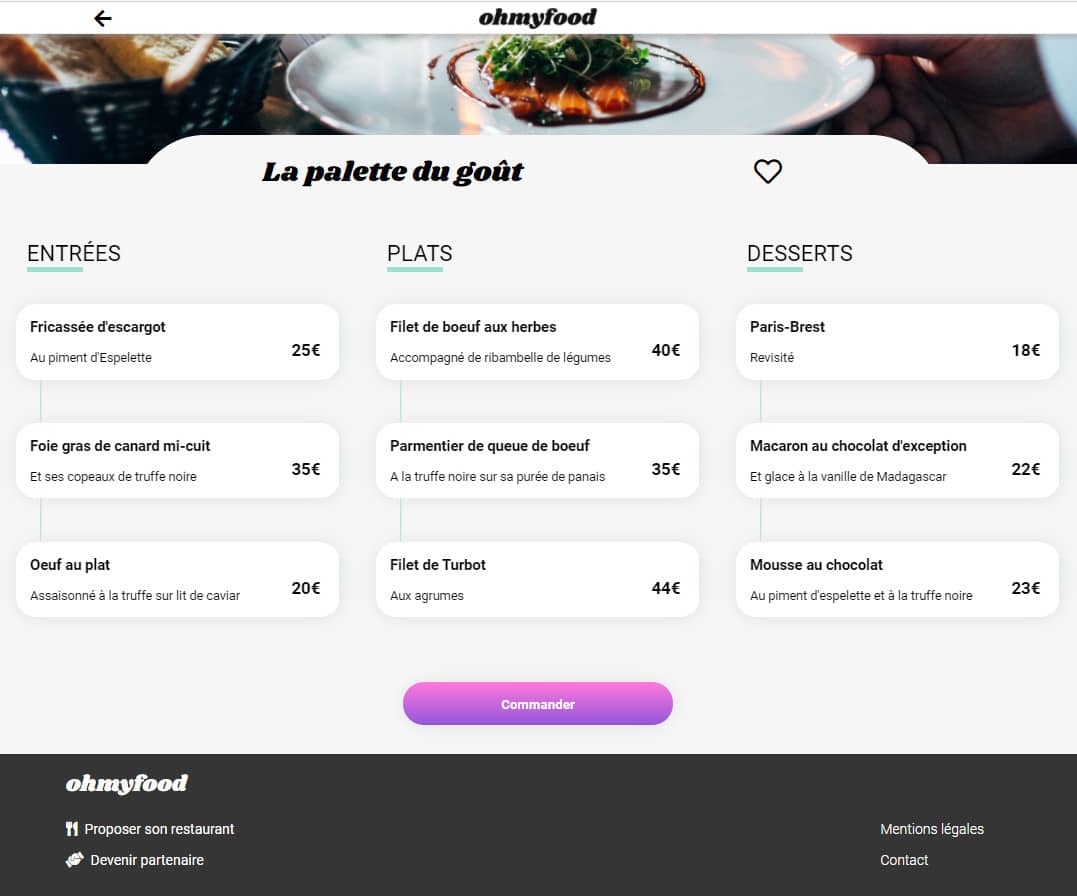 ohmyfood
La palette du goût
ENTRÉES
Fricassée d'escargot
Au piment d'Espelette
25€
Foie gras de canard mi-cuit
Et ses copeaux de truffe noire
35€
Oeuf au plat
Assaisonné à la truffe sur lit de caviar
20€
PLATS
Filet de boeuf aux herbes
Accompagné de ribambelle de légumes
40€
Parmentier de queue de boeuf
A la truffe noire sur sa purée de panais
35€
Filet de Turbot
Aux agrumes
44€
DESSERTS
Paris-Brest
Revisité
18€
Macaron au chocolat d'exception
Et glace à la vanille de Madagascar
22€
Mousse au chocolat
Au piment d'espelette et à la truffe noire
23€
Commander
ohmyfood
Proposer son restaurant
Devenir partenaire
Mentions légales
Contact